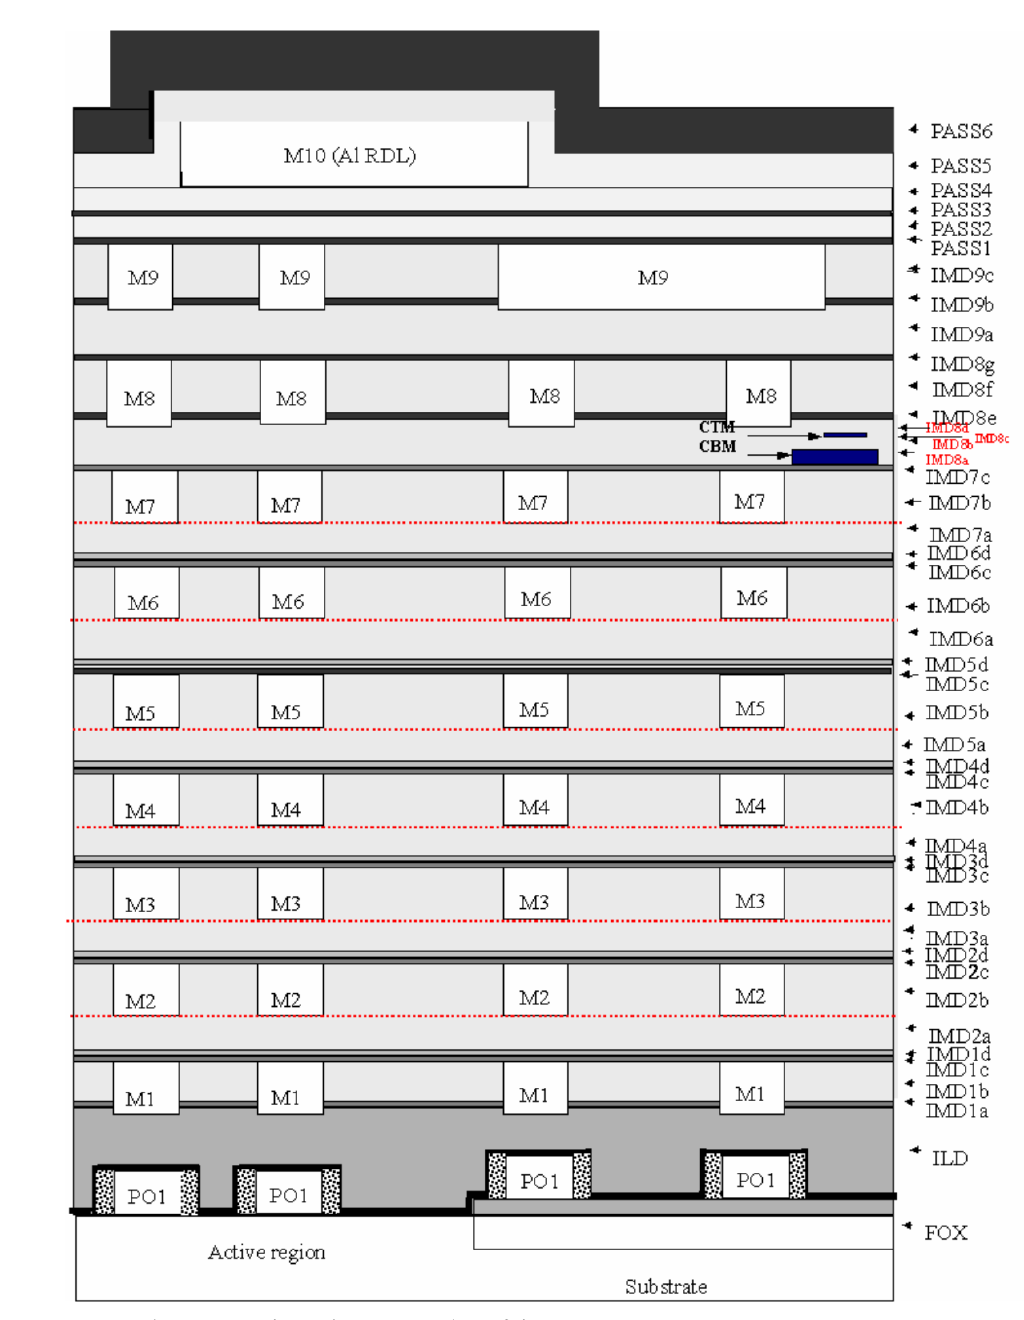 M10 (Al RDL)
PASS6
PASS5
PASS4
PASS3
PASS2
PASS1
M9 M9 M9
IMD9c
IMD9b
IMD9a
IMD8g
M8 M8 M8 M8
IMD8f
IMD8e
CTM
IMD8d
IMD8c
IMD8b
CBM
IMD8a
IMD7c
M7 M7 M7 M7
IMD7b
IMD7a
IMD6d
IMD6c
M6 M6 M6 M6
IMD6b
IMD6a
IMD5d
IMD5c
M5 M5 M5 M5
IMD5b
IMD5a
IMD4d
IMD4c
M4 M4 M4 M4
IMD4b
IMD4a
IMD3d
IMD3c
M3 M3 M3 M3
IMD3b
IMD3a
IMD2d
IMD2c
M2 M2 M2 M2
IMD2b
IMD2a
IMD1d
IMD1c
M1 M1 M1 M1
IMD1b
IMD1a
ILD
PO1 PO1 PO1 PO1
FOX
Active region
Substrate